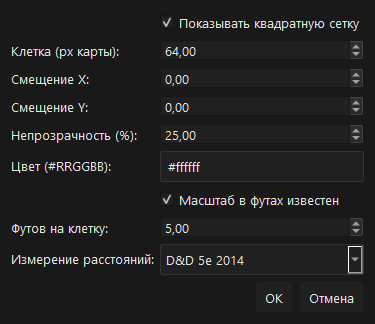 Показывать квадратную сетку
Клетка (px карты): 64,00
Смещение X: 0,00
Смещение Y: 0,00
Непрозрачность (%): 25,00
Цвет (#RRGGBB): #ffffff
Масштаб в футах известен
Футов на клетку: 5,00
Измерение расстояний: D&D 5e 2014
ОК Отмена